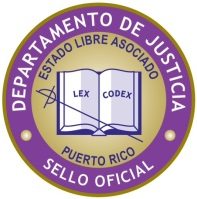 DEPARTAMENTO DE JUSTICIA
ESTADO LIBRE ASOCIADO
LEX CODEX
PUERTO RICO
SELLO OFICIAL